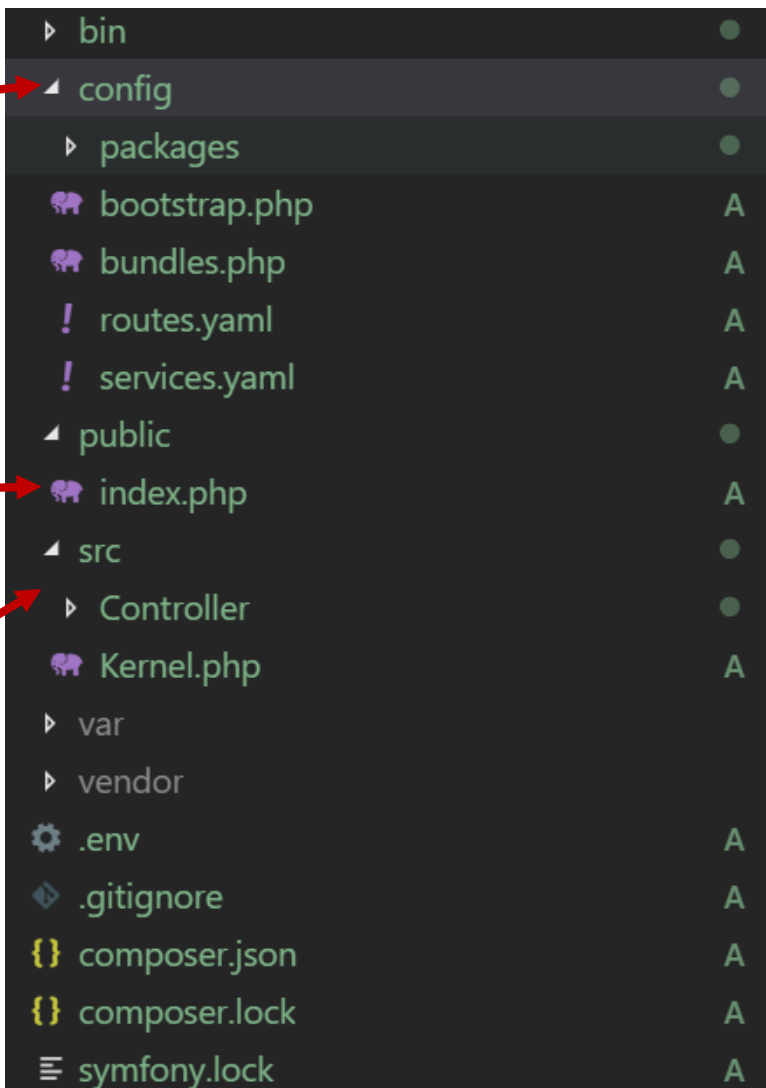 bin
config
packages
bootstrap.php A
bundles.php A
! routes.yaml A
! services.yaml A
public
index.php A
src
Controller
Kernel.php A
var
vendor
.env A
.gitignore A
{} composer.json A
{} composer.lock A
symfony.lock A